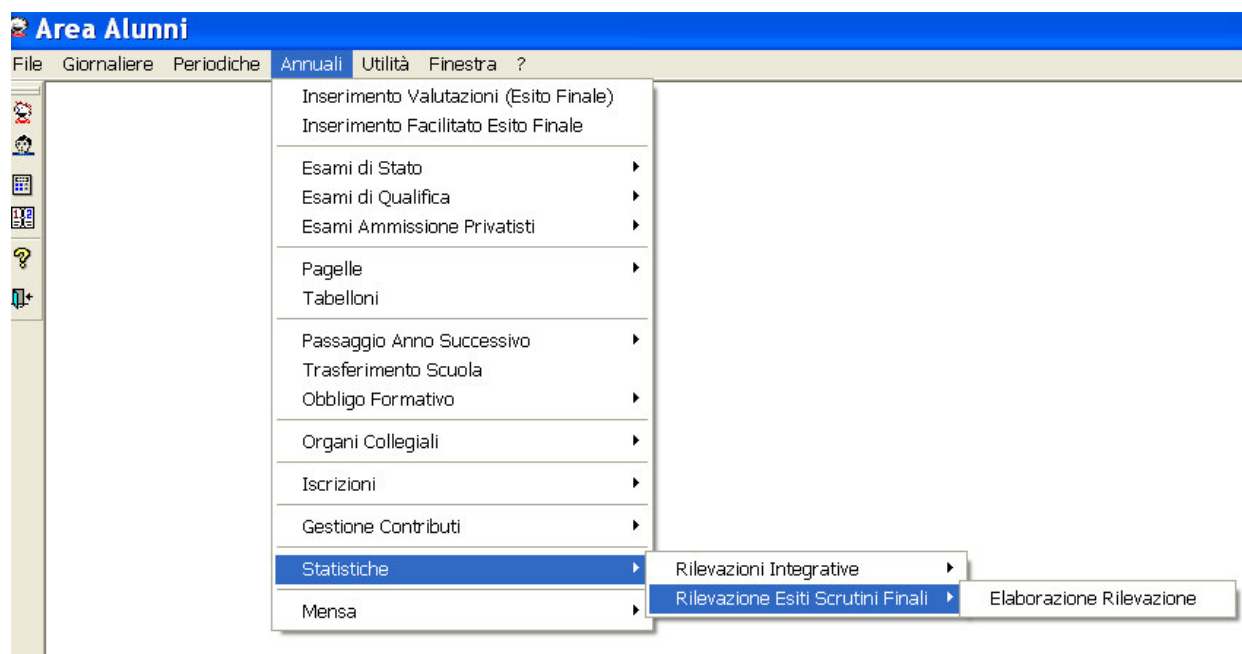 Area Alunni
File Giornaliere Periodiche Annuali Utilità Finestra ?
Inserimento Valutazioni (Esito Finale)
Inserimento Facilitato Esito Finale
Esami di Stato
Esami di Qualifica
Esami Ammissione Privatisti
Pagelle
Tabelloni
Passaggio Anno Successivo
Trasferimento Scuola
Obbligo Formativo
Organi Collegiali
Iscrizioni
Gestione Contributi
Statistiche
Rilevazioni Integrative
Rilevazione Esiti Scrutini Finali
Elaborazione Rilevazione
Mensa